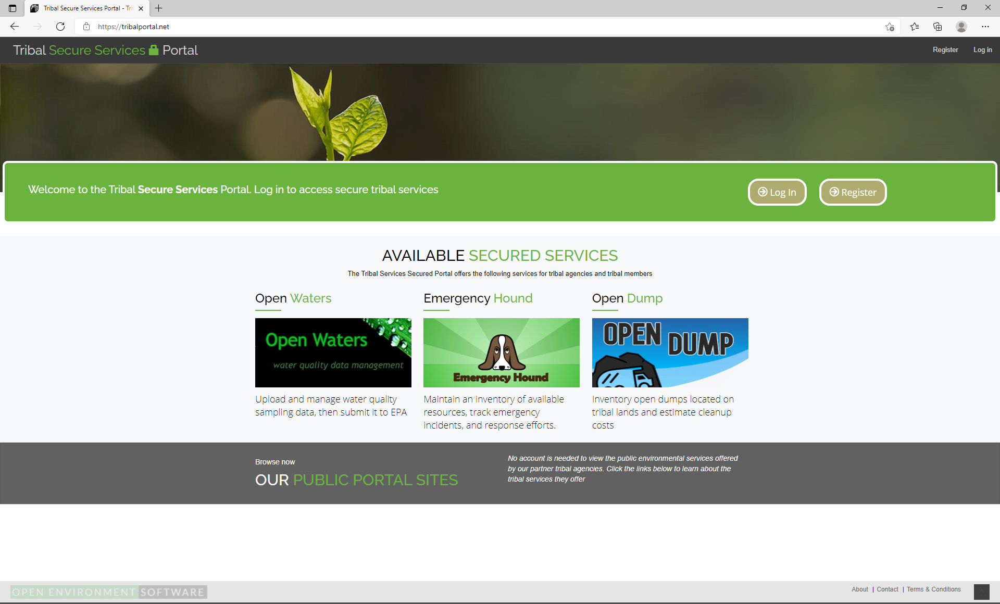 Tribal Secure Services Portal - Tri
https://tribalportal.net
Tribal Secure Services Portal
Register
Log in
Welcome to the Tribal Secure Services Portal. Log in to access secure tribal services
Log In
Register
AVAILABLE SECURED SERVICES
The Tribal Services Secured Portal offers the following services for tribal agencies and tribal members
Open Waters
Open Waters
water quality data management
Upload and manage water quality
sampling data, then submit it to EPA
Emergency Hound
Emergency Hound
Maintain an inventory of available
resources, track emergency
incidents, and response efforts.
Open Dump
OPEN DUMP
Inventory open dumps located on
tribal lands and estimate cleanup
costs
Browse now
OUR PUBLIC PORTAL SITES
No account is needed to view the public environmental services offered
by our partner tribal agencies. Click the links below to learn about the
tribal services they offer
OPEN ENVIRONMENT SOFTWARE
About | Contact | Terms & Conditions